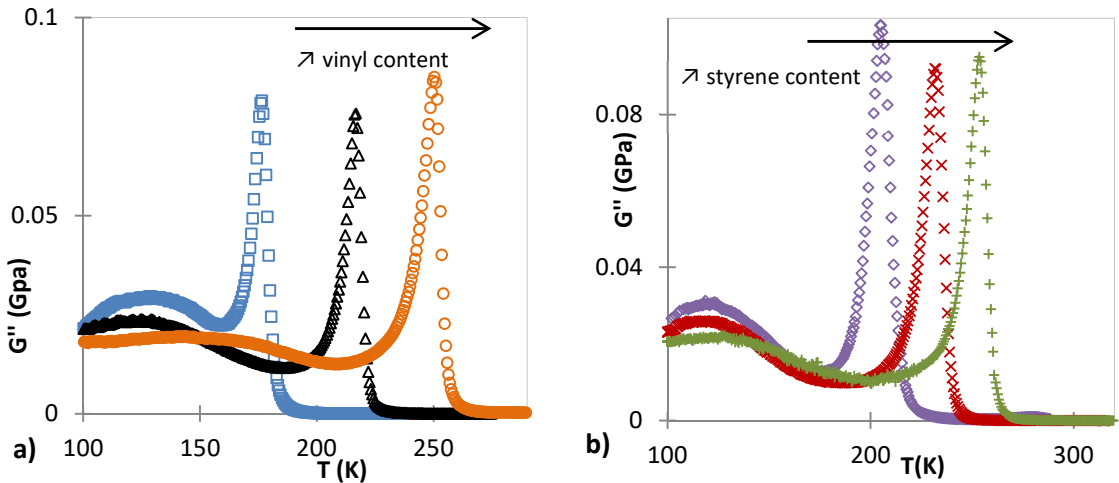 0.1
↗ vinyl content
0.05
G'' (Gpa)
0
100
150
200
250
a)
T (K)
↗ styrene content
0.08
G'' (GPa)
0.04
0
100
200
300
b)
T(K)